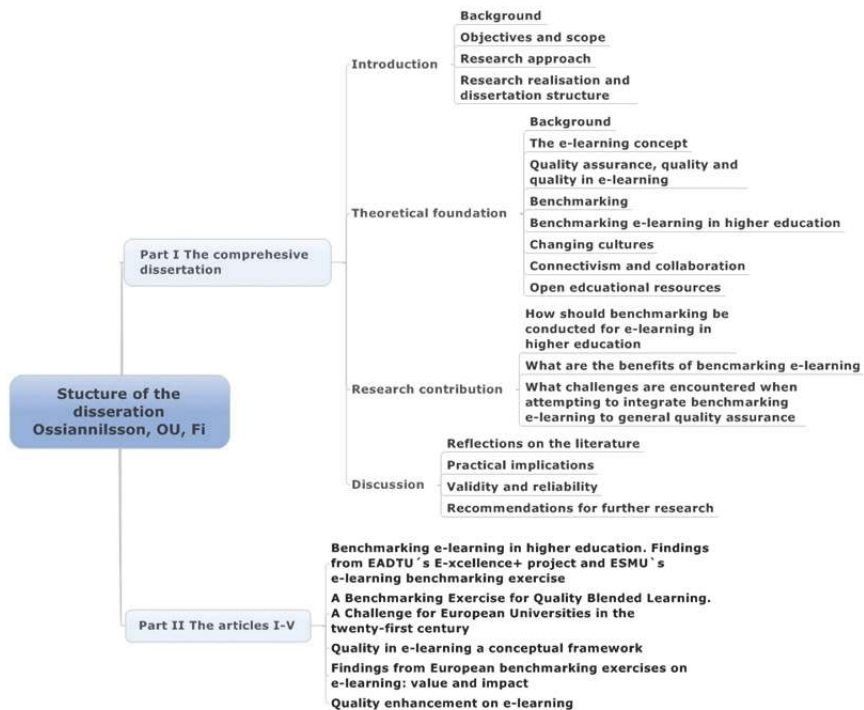 Stucture of the
disseration
Ossiannilsson, OU, Fi
Part I The comprehesive
dissertation
Introduction
Background
Objectives and scope
Research approach
Research realisation and
dissertation structure
Theoretical foundation
Background
The e-learning concept
Quality assurance, quality and
quality in e-learning
Benchmarking
Benchmarking e-learning in higher education
Changing cultures
Connectivism and collaboration
Open edcuational resources
Research contribution
How should benchmarking be
conducted for e-learning in
higher education
What are the benefits of bencmarking e-learning
What challenges are encountered when
attempting to integrate benchmarking
e-learning to general quality assurance
Discussion
Reflections on the literature
Practical implications
Validity and reliability
Recommendations for further research
Part II The articles I-V
Benchmarking e-learning in higher education. Findings
from EADTU´s E-xcellence+ project and ESMU`s
e-learning benchmarking exercise
A Benchmarking Exercise for Quality Blended Learning.
A Challenge for European Universities in the
twenty-first century
Quality in e-learning a conceptual framework
Findings from European benchmarking exercises on
e-learning: value and impact
Quality enhancement on e-learning